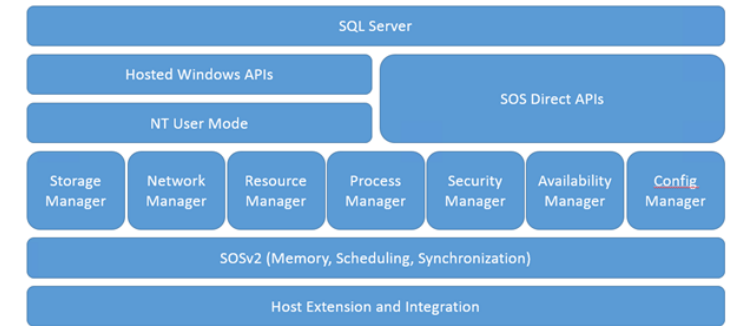 SQL Server
Hosted Windows APIs
SOS Direct APIs
NT User Mode
Storage
Manager
Network
Manager
Resource
Manager
Process
Manager
Security
Manager
Availability
Manager
Config
Manager
SOSv2 (Memory, Scheduling, Synchronization)
Host Extension and Integration